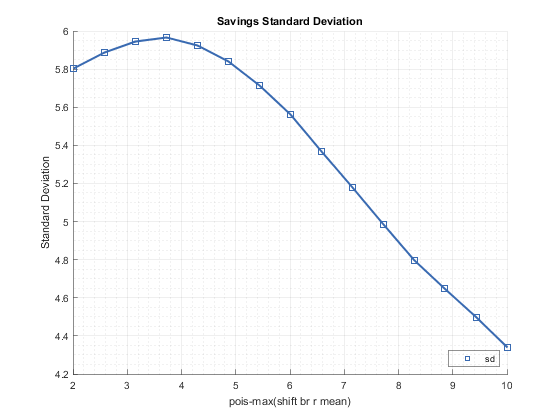 Savings Standard Deviation
6
5.8
5.6
5.4
5.2
5
4.8
4.6
4.4
4.2
Standard Deviation
sd
2 3 4 5 6 7 8 9 10
pois-max(shift br r mean)